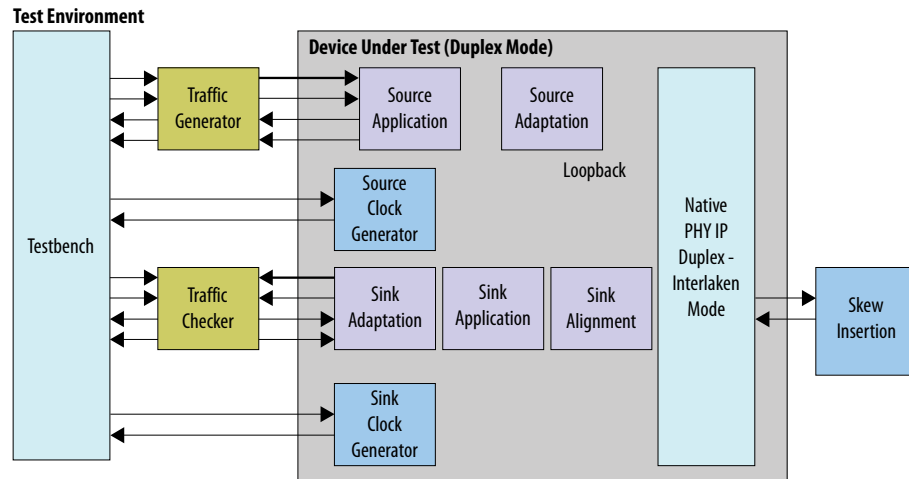 Test Environment
Device Under Test (Duplex Mode)
Traffic
Generator
Source
Application
Source
Adaptation
Loopback
Source
Clock
Generator
Native
PHY IP
Duplex -
Interlaken
Mode
Testbench
Traffic
Checker
Sink
Adaptation
Sink
Application
Sink
Alignment
Skew
Insertion
Sink
Clock
Generator